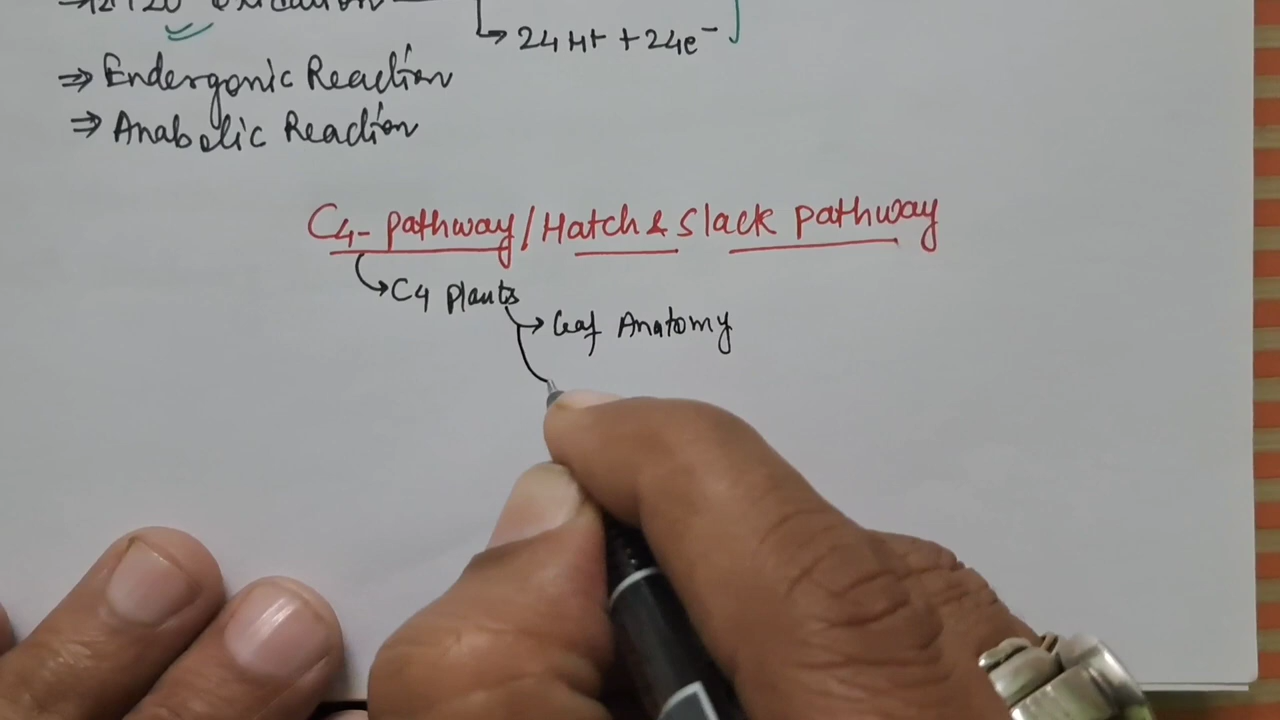 24H+ + 24e⁻
⇒ Endergonic Reaction
⇒ Anabolic Reaction
C4- Pathway/Hatch & Slack pathway
→ C4 plants
→ Leaf Anatomy